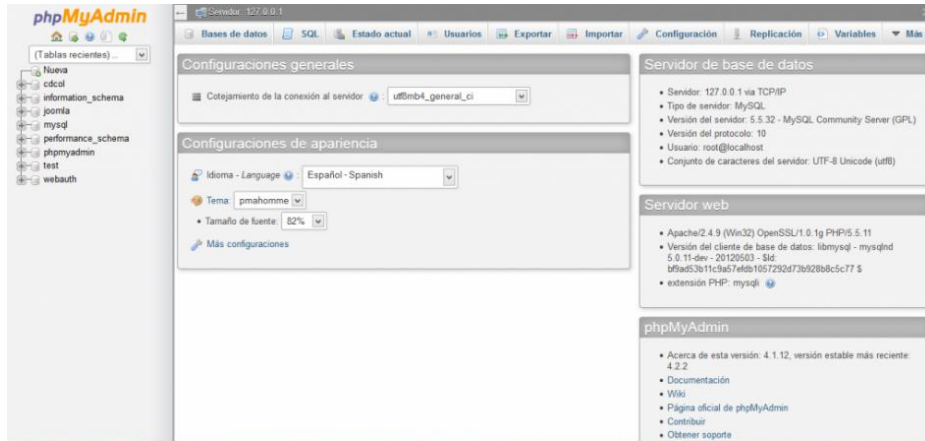 phpMyAdmin
(Tablas recientes) ...
Nueva
cdcol
information_schema
joomla
mysql
performance_schema
phpmyadmin
test
webauth
Servidor: 127.0.0.1
Bases de datos
SQL
Estado actual
Usuarios
Exportar
Importar
Configuración
Replicación
Variables
Más
Configuraciones generales
Cotejamiento de la conexión al servidor : utf8mb4_general_ci
Configuraciones de apariencia
Idioma - Language : Español - Spanish
Tema: pmahomme
Tamaño de fuente: 82%
Más configuraciones
Servidor de base de datos
Servidor: 127.0.0.1 via TCP/IP
Tipo de servidor: MySQL
Versión del servidor: 5.5.32 - MySQL Community Server (GPL)
Versión del protocolo: 10
Usuario: root@localhost
Conjunto de caracteres del servidor: UTF-8 Unicode (utf8)
Servidor web
Apache/2.4.9 (Win32) OpenSSL/1.0.1g PHP/5.5.11
Versión del cliente de base de datos: libmysql - mysqlnd
5.0.11-dev - 20120503 - $Id:
bf9ad53b11c9a57efdb1057292d73b928b8c5c77 $
extensión PHP: mysqli
phpMyAdmin
Acerca de esta versión: 4.1.12, versión estable más reciente:
4.2.2
Documentación
Wiki
Página oficial de phpMyAdmin
Contribuir
Obtener soporte